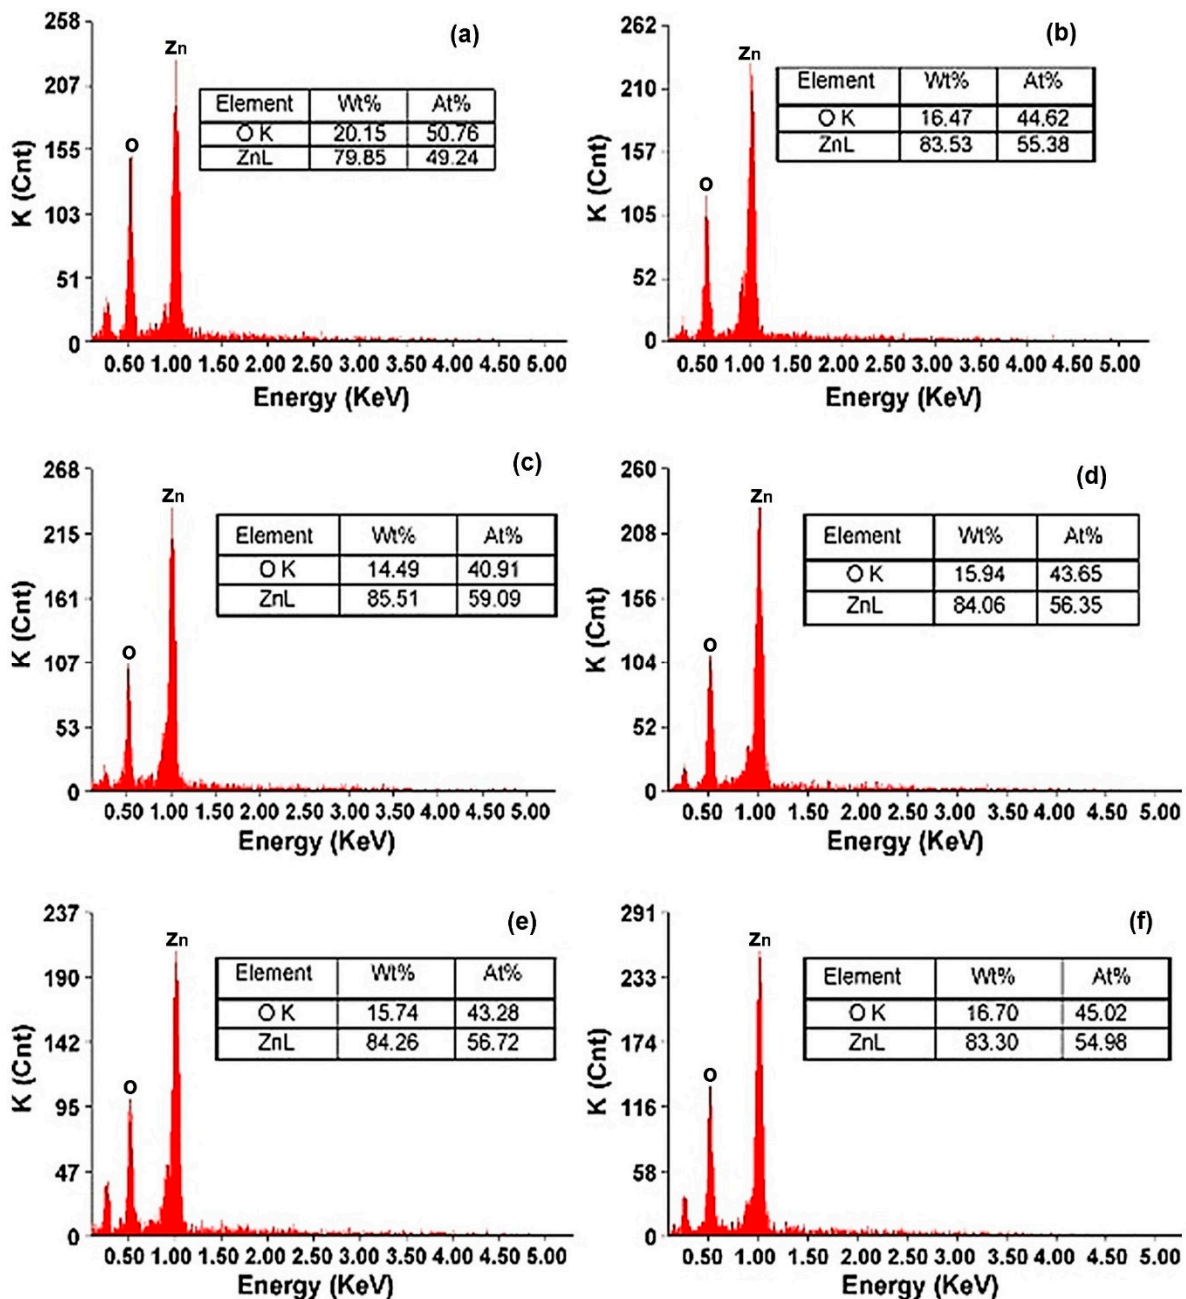 (a)
258
207
155
103
51
0
K (Cnt)
O
Zn
Element Wt% At%
O K 20.15 50.76
ZnL 79.85 49.24
0.50 1.00 1.50 2.00 2.50 3.00 3.50 4.00 4.50 5.00
Energy (KeV)
(b)
262
210
157
105
52
0
K (Cnt)
O
Zn
Element Wt% At%
O K 16.47 44.62
ZnL 83.53 55.38
0.50 1.00 1.50 2.00 2.50 3.00 3.50 4.00 4.50 5.00
Energy (KeV)
(c)
268
215
161
107
53
0
K (Cnt)
O
Zn
Element Wt% At%
O K 14.49 40.91
ZnL 85.51 59.09
0.50 1.00 1.50 2.00 2.50 3.00 3.50 4.00 4.50 5.00
Energy (KeV)
(d)
260
208
156
104
52
0
K (Cnt)
O
Zn
Element Wt% At%
O K 15.94 43.65
ZnL 84.06 56.35
0.50 1.00 1.50 2.00 2.50 3.00 3.50 4.00 4.50 5.00
Energy (KeV)
(e)
237
190
142
95
47
0
K (Cnt)
O
Zn
Element Wt% At%
O K 15.74 43.28
ZnL 84.26 56.72
0.50 1.00 1.50 2.00 2.50 3.00 3.50 4.00 4.50 5.00
Energy (KeV)
(f)
291
233
174
116
58
0
K (Cnt)
O
Zn
Element Wt% At%
O K 16.70 45.02
ZnL 83.30 54.98
0.50 1.00 1.50 2.00 2.50 3.00 3.50 4.00 4.50 5.00
Energy (KeV)